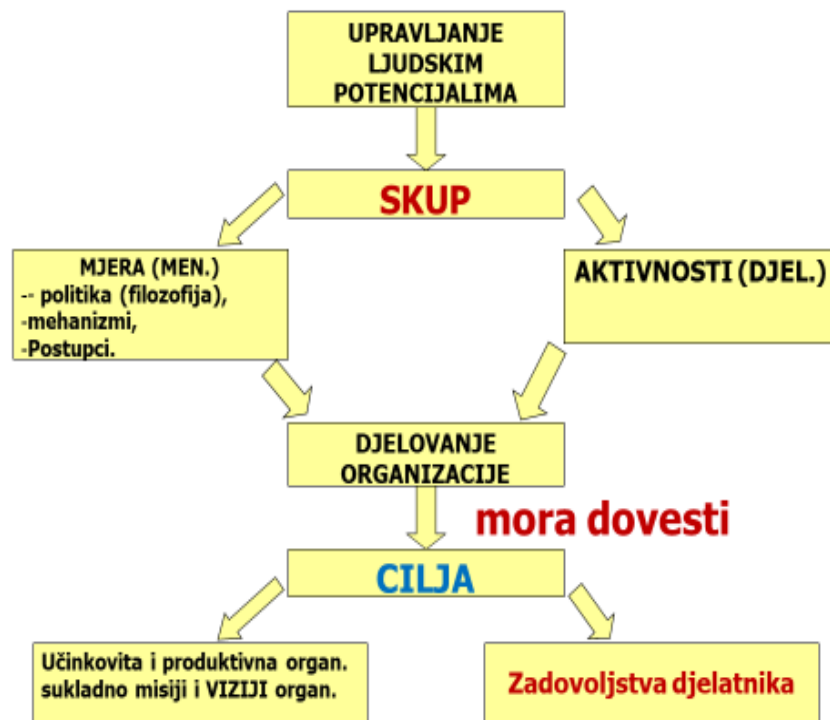 UPRAVLJANJE
LJUDSKIM
POTENCIJALIMA
SKUP
MJERA (MEN.)
-- politika (filozofija),
-mehanizmi,
-Postupci.
AKTIVNOSTI (DJEL.)
DJELOVANJE
ORGANIZACIJE
mora dovesti
CILJA
Učinkovita i produktivna organ.
sukladno misiji i VIZIJI organ.
Zadovoljstva djelatnika